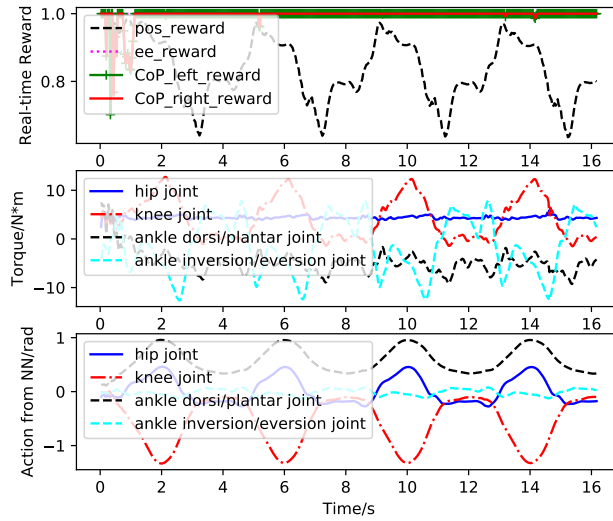 Real-time Reward
1.0
0.8
pos_reward
ee_reward
CoP_left_reward
CoP_right_reward
0 2 4 6 8 10 12 14 16
Torque/N*m
10
0
−10
hip joint
knee joint
ankle dorsi/plantar joint
ankle inversion/eversion joint
0 2 4 6 8 10 12 14 16
Action from NN/rad
1
0
−1
hip joint
knee joint
ankle dorsi/plantar joint
ankle inversion/eversion joint
0 2 4 6 8 10 12 14 16
Time/s